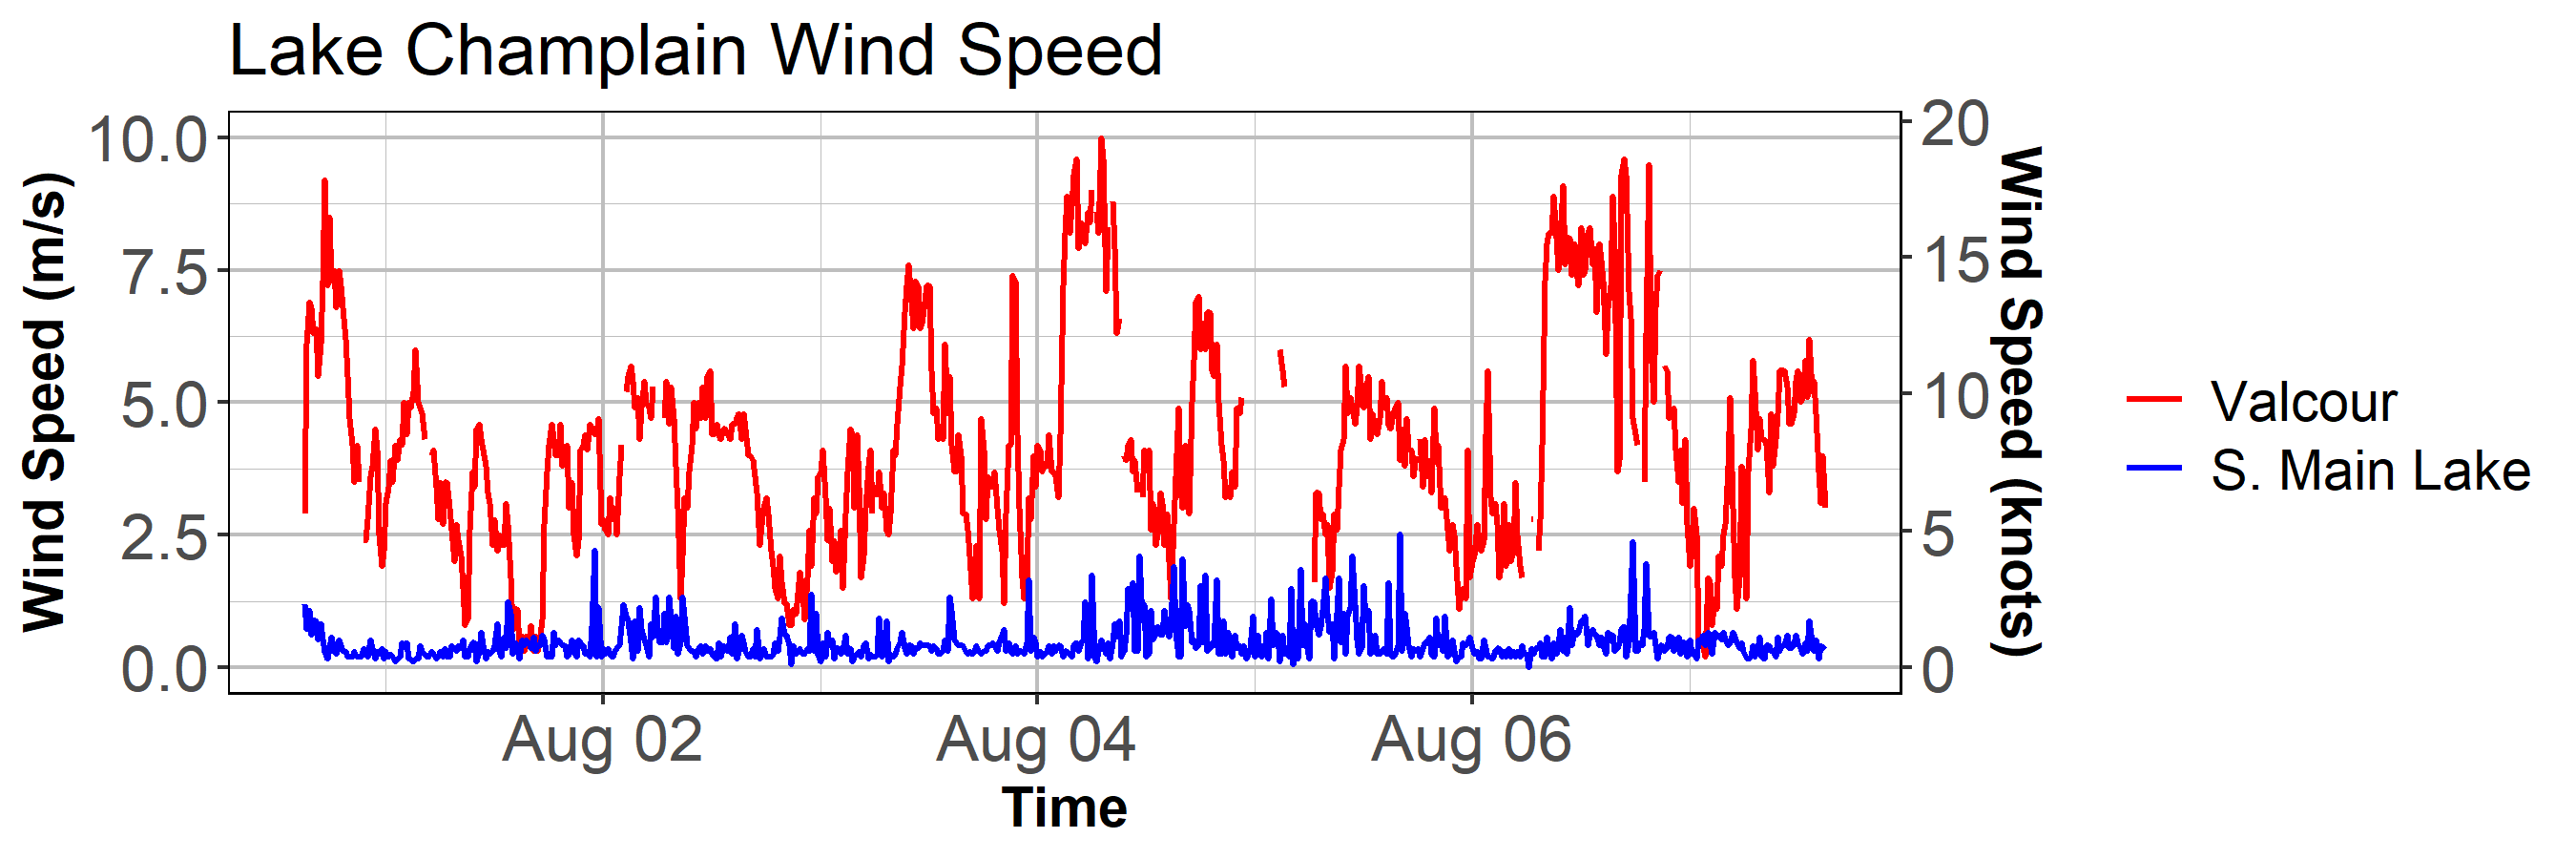 Lake Champlain Wind Speed
Wind Speed (m/s)
10.0
7.5
5.0
2.5
0.0
20
15
10
5
0
Wind Speed (knots)
Aug 02
Aug 04
Aug 06
Time
Valcour
S. Main Lake